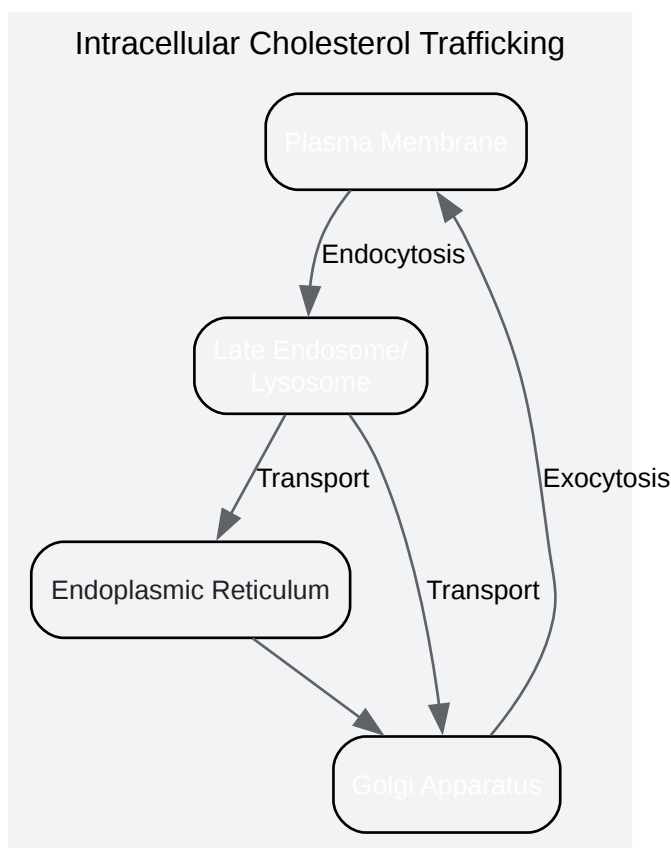 Intracellular Cholesterol Trafficking
Plasma Membrane
Endocytosis
Late Endosome/
Lysosome
Transport
Exocytosis
Endoplasmic Reticulum
Transport
Golgi Apparatus